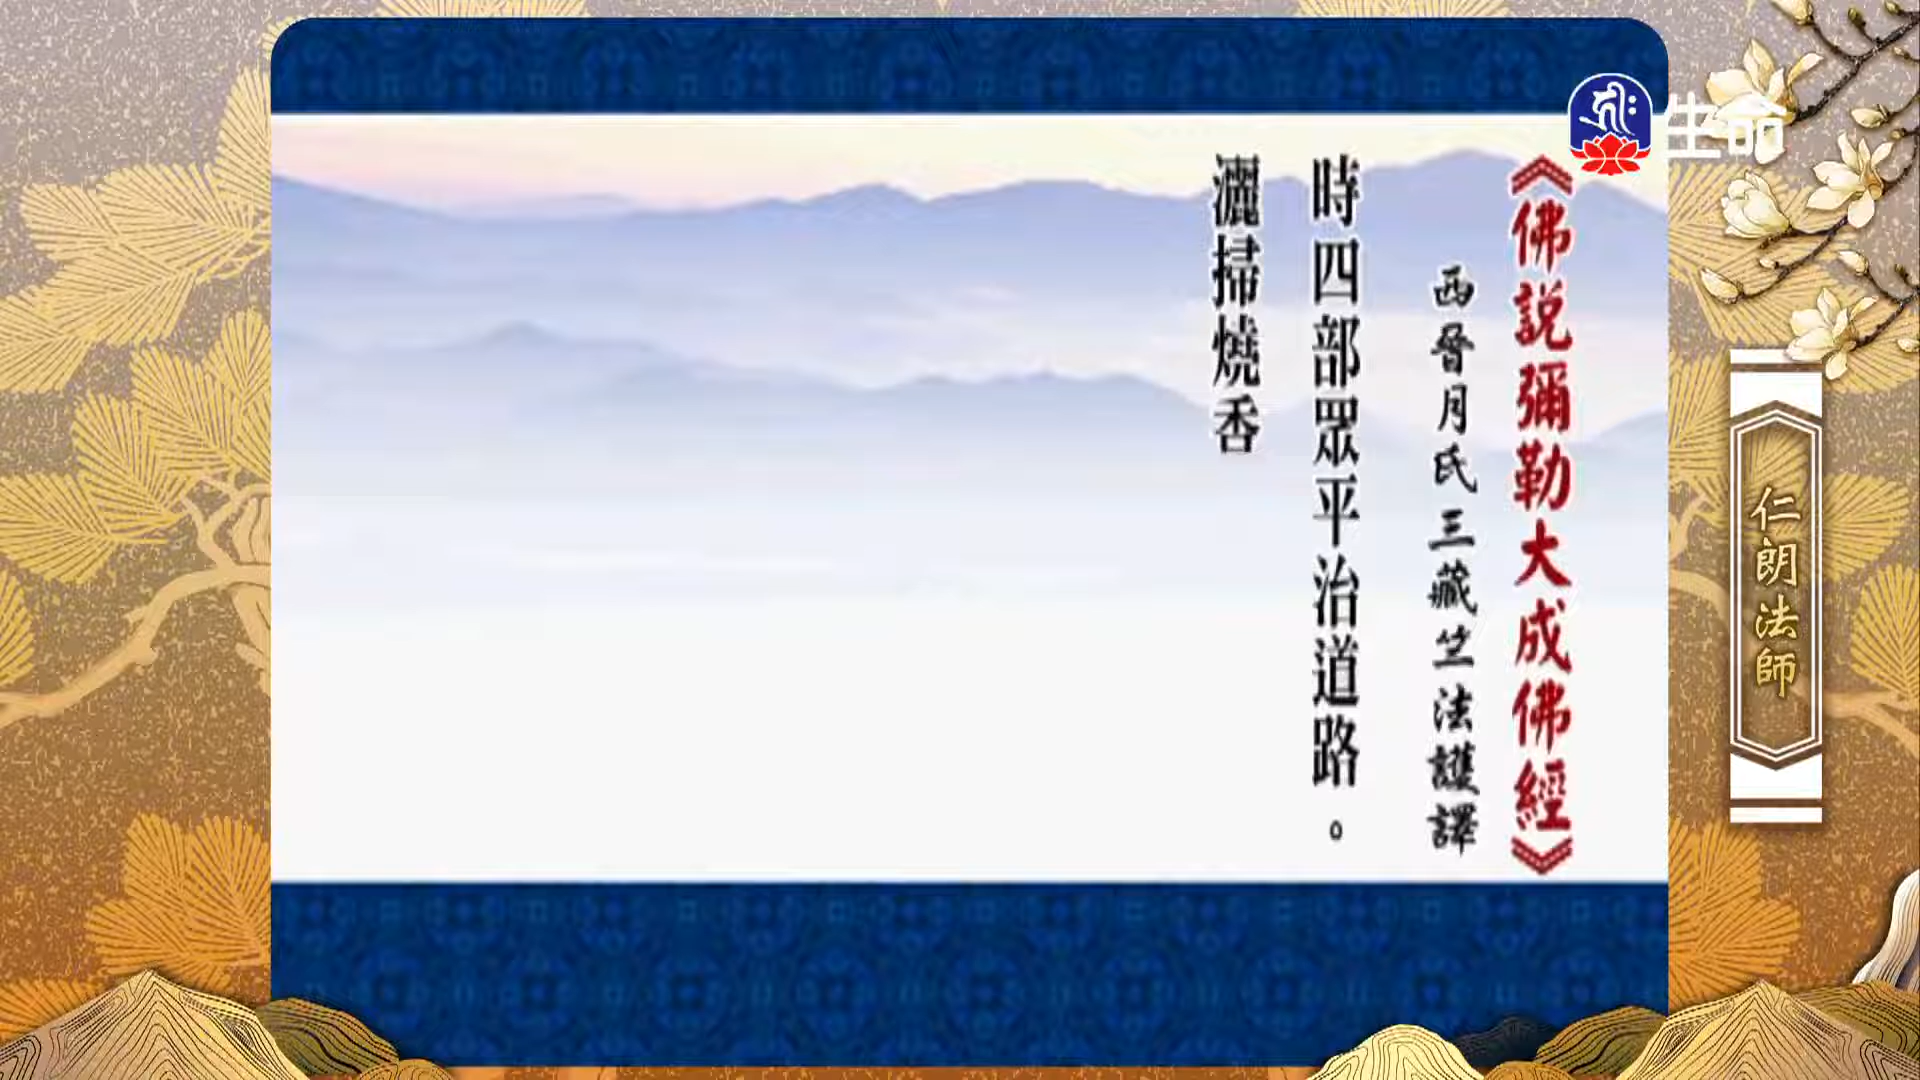 《佛說彌勒大成佛經》
西晉月氏三藏竺法護譯
時四部眾平治道路。
灑掃燒香
生命
仁朗法師